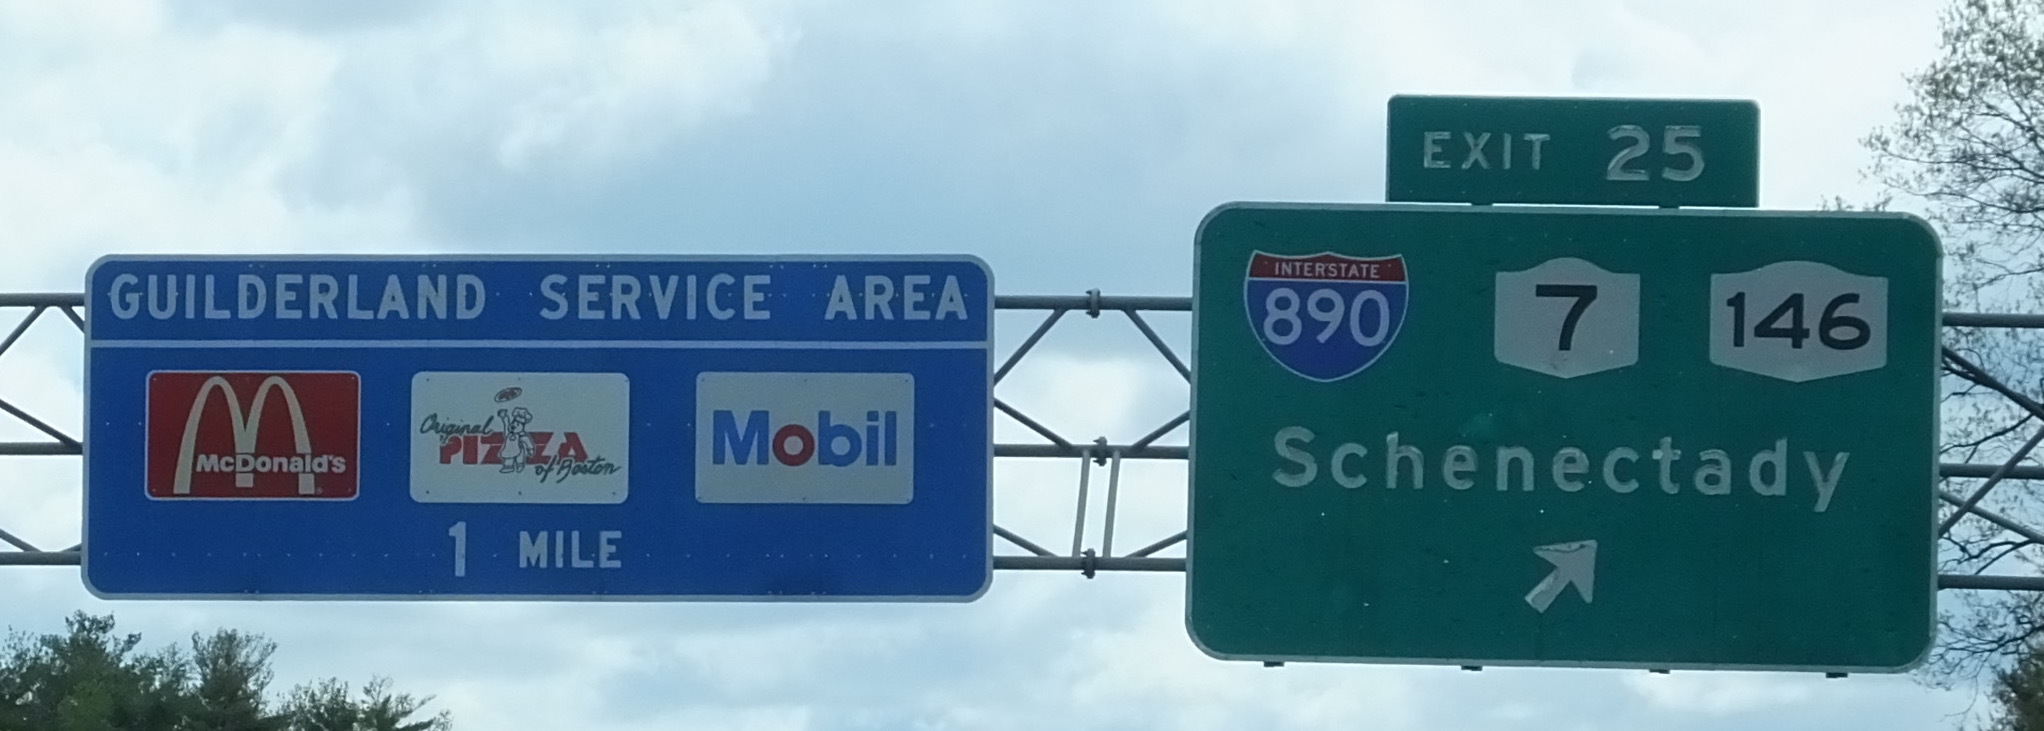 GUILDERLAND SERVICE AREA
McDonald's
Original
PIZZA
of Boston
Mobil
1 MILE
EXIT 25
INTERSTATE
890
7
146
Schenectady